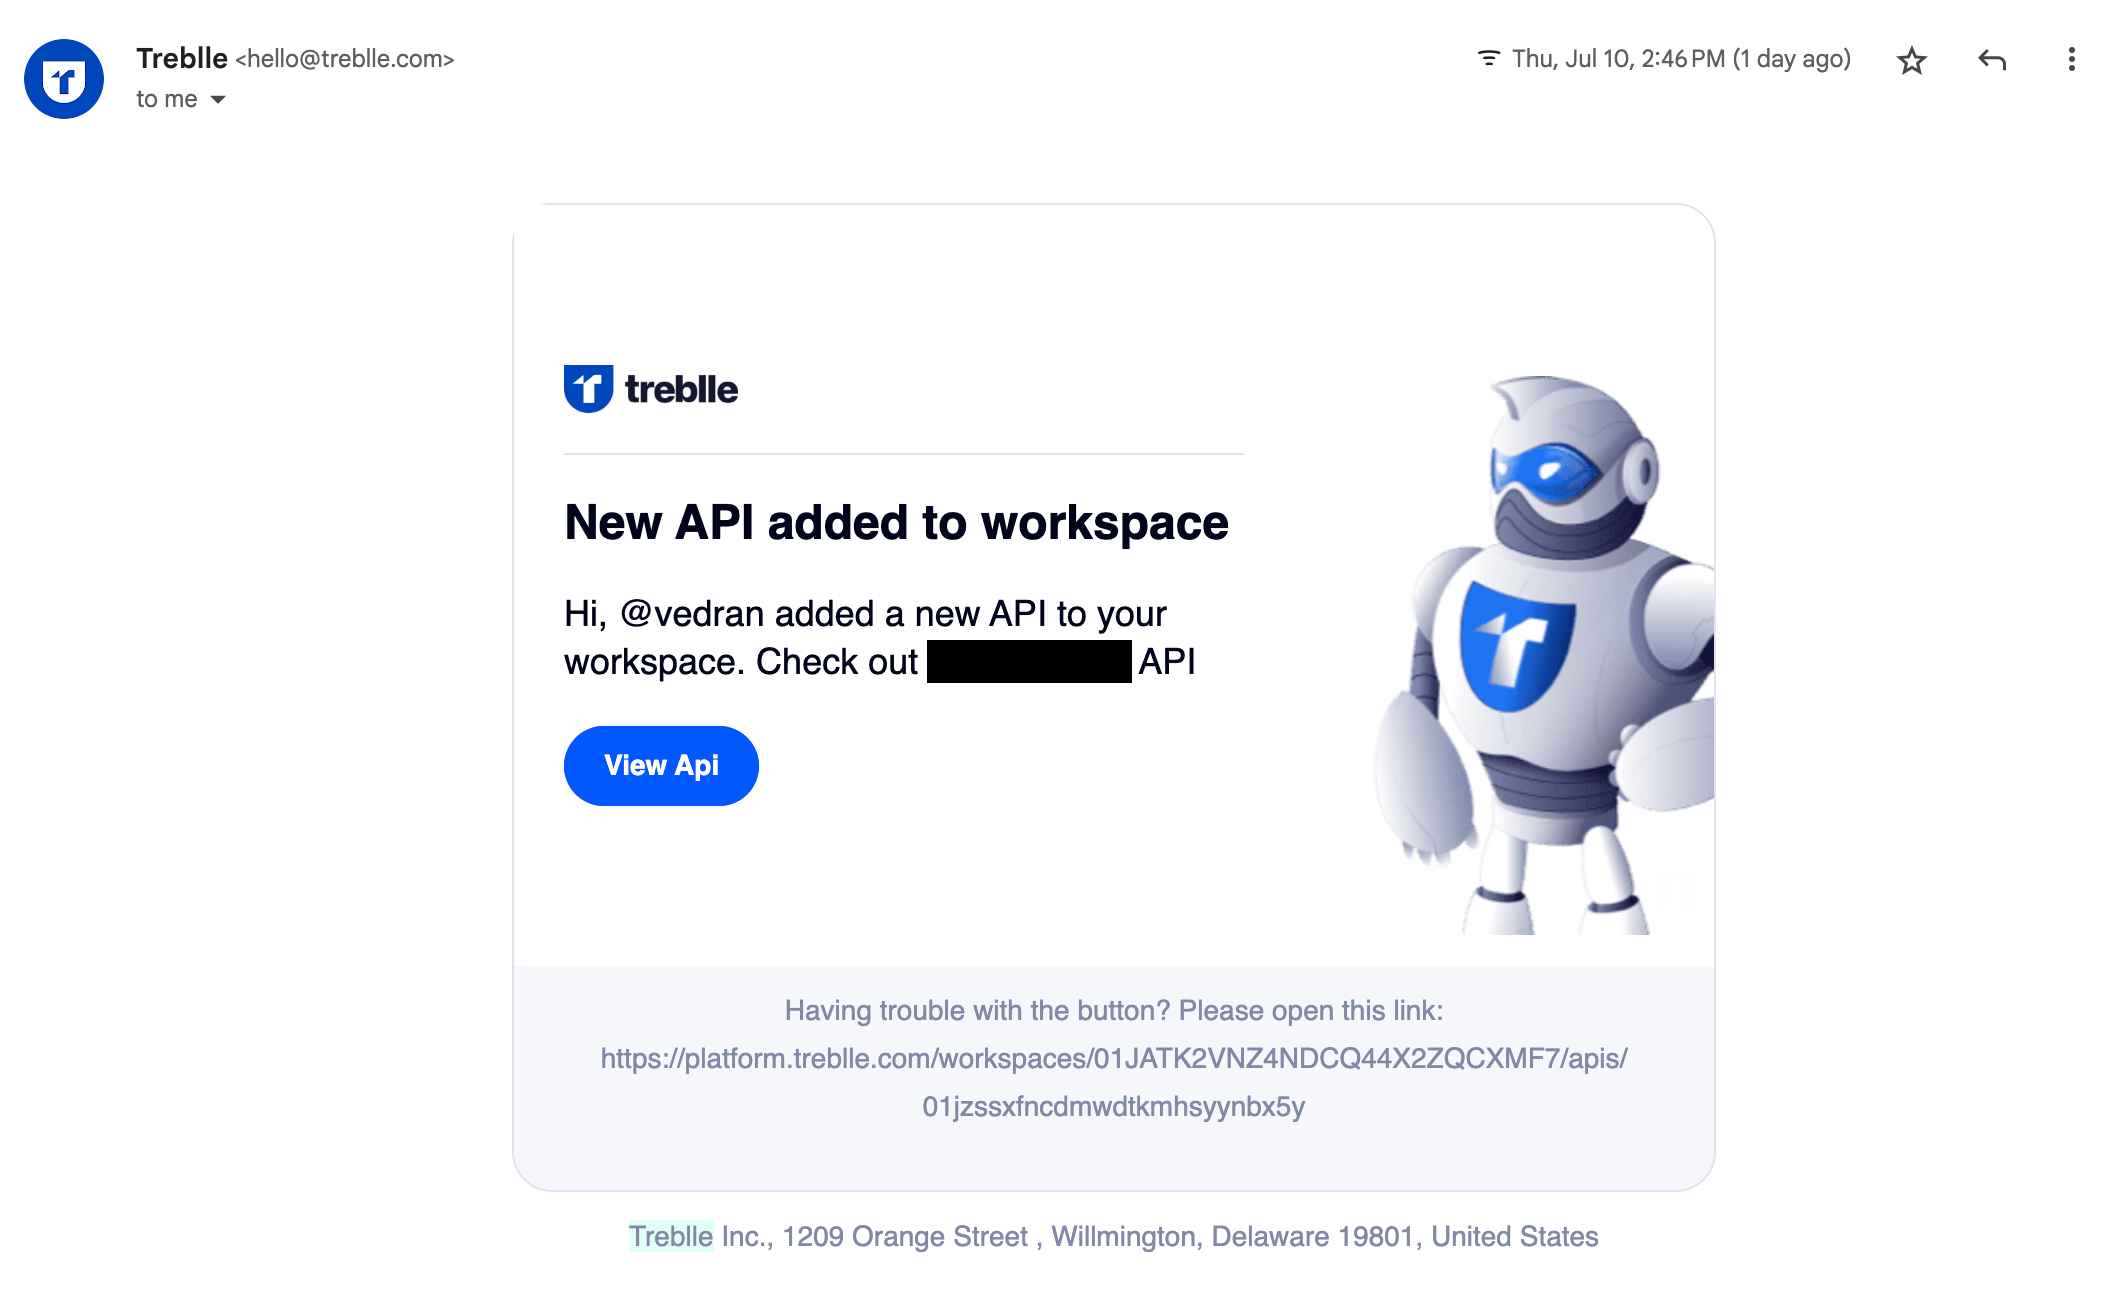 Treblle <hello@treblle.com>
Thu, Jul 10, 2:46 PM (1 day ago)
to me
treblle
New API added to workspace
Hi, @vedran added a new API to your
workspace. Check out API
View Api
Having trouble with the button? Please open this link:
https://platform.treblle.com/workspaces/01JATK2VNZ4NDCQ44X2ZQCXMF7/apis/
01jzssxfncdmwdtkmhsyynbx5y
Treblle Inc., 1209 Orange Street , Willmington, Delaware 19801, United States